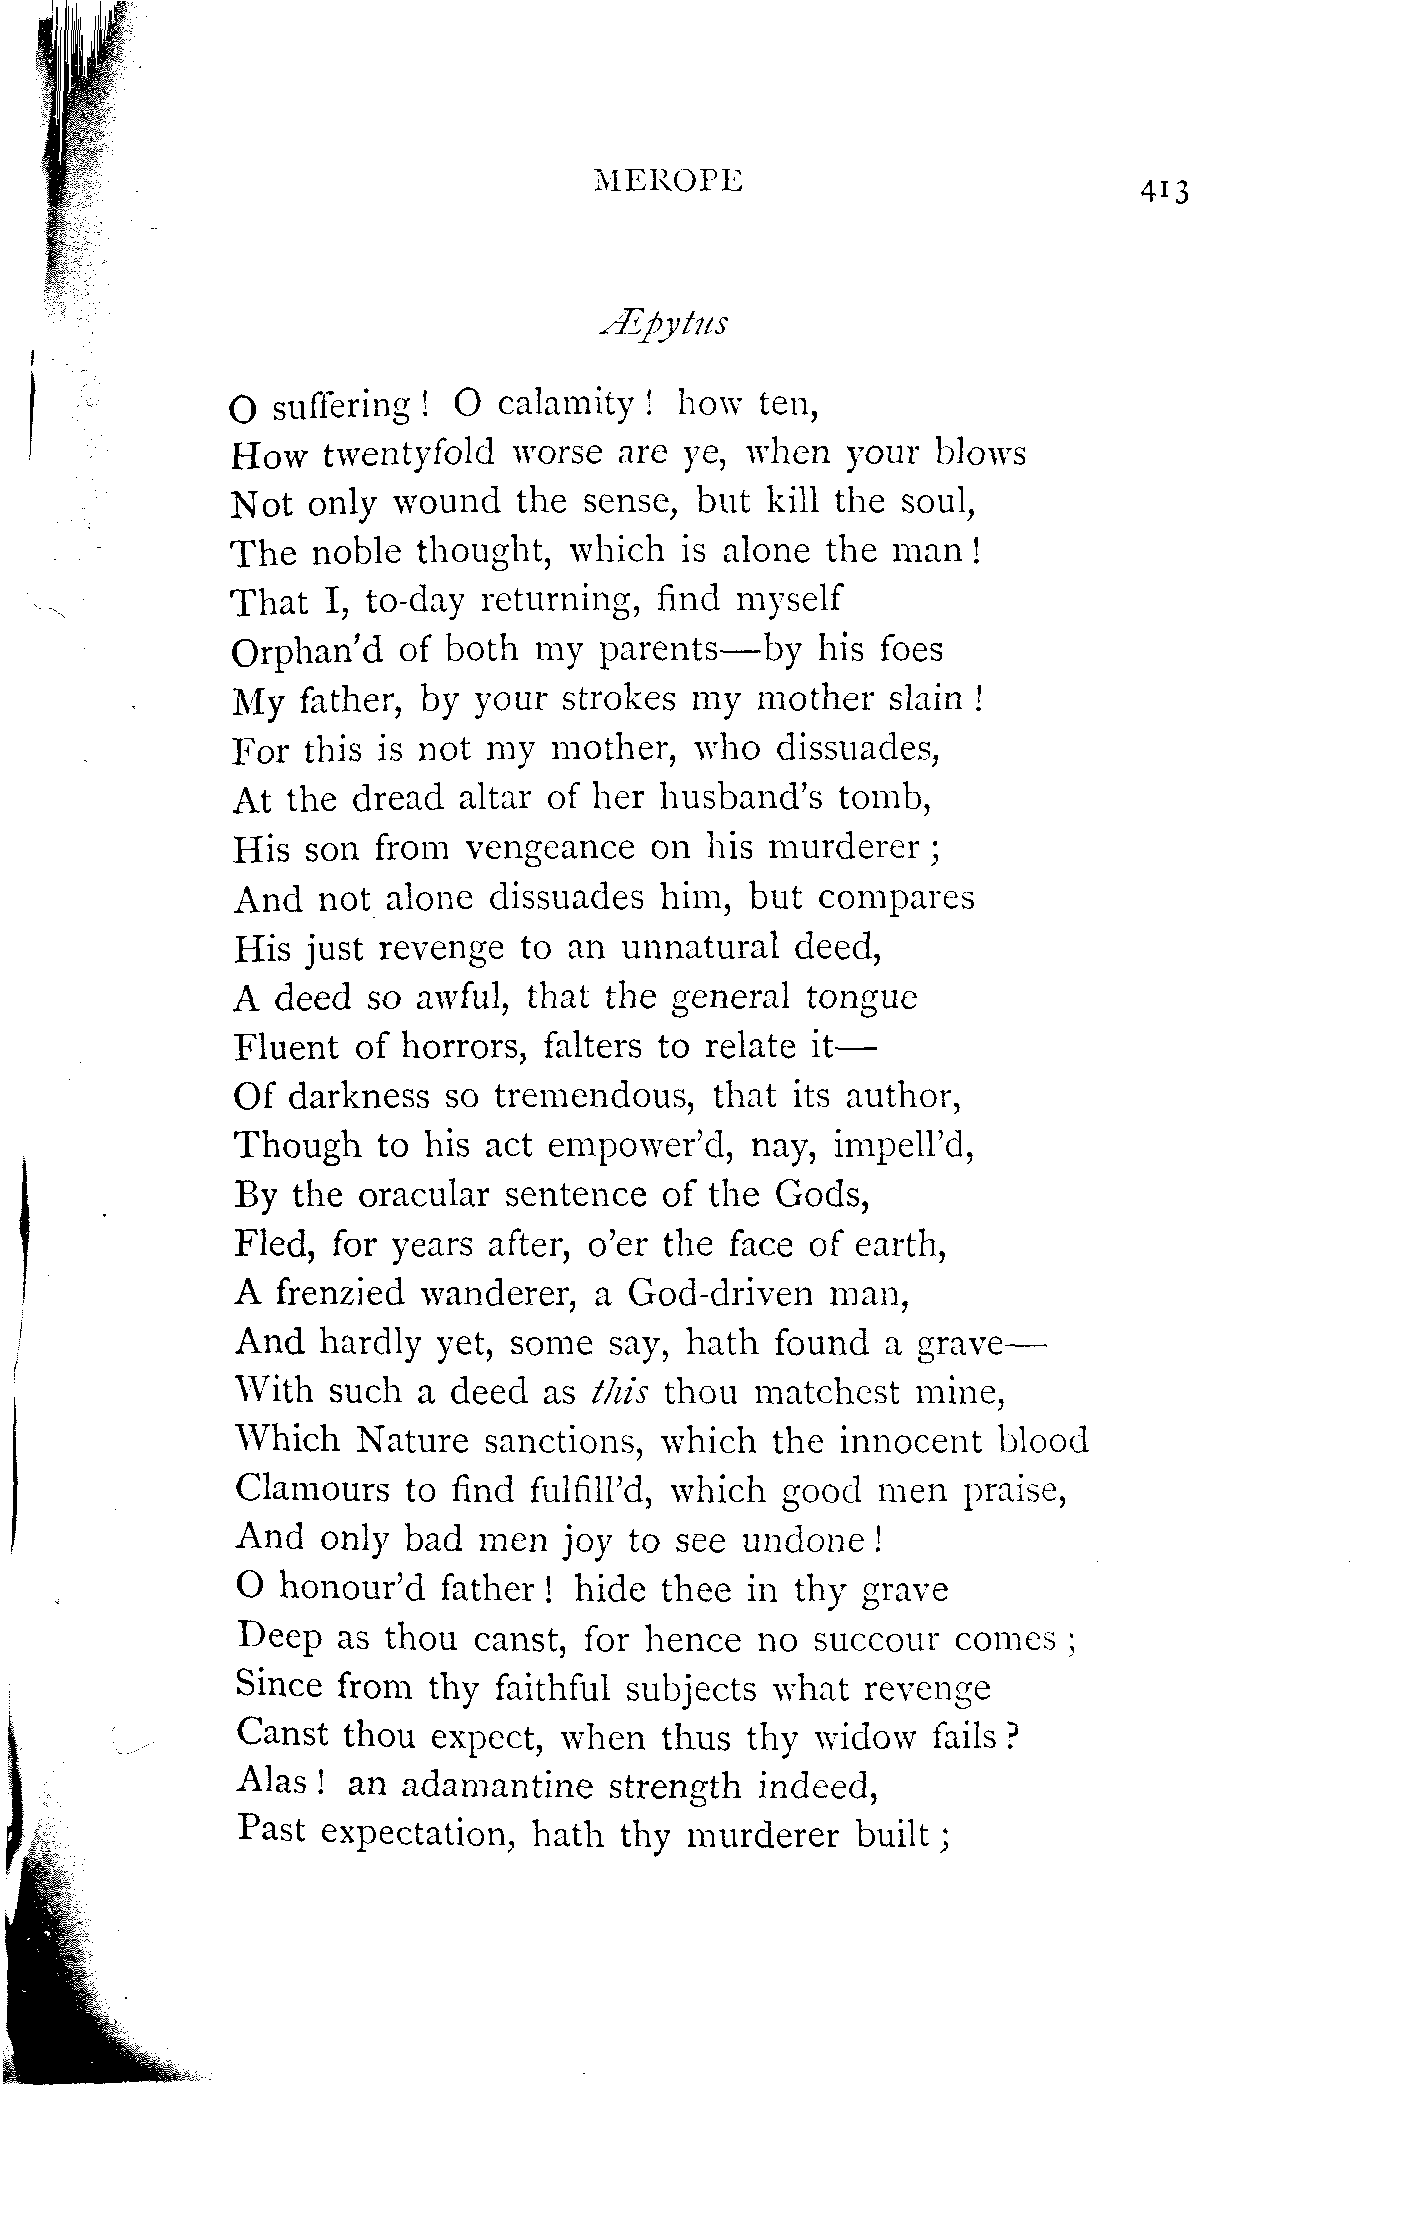 MEROPE 413
Æpytus
O suffering! O calamity! how ten,
How twentyfold worse are ye, when your blows
Not only wound the sense, but kill the soul,
The noble thought, which is alone the man!
That I, to-day returning, find myself
Orphan'd of both my parents—by his foes
My father, by your strokes my mother slain!
For this is not my mother, who dissuades,
At the dread altar of her husband's tomb,
His son from vengeance on his murderer;
And not alone dissuades him, but compares
His just revenge to an unnatural deed,
A deed so awful, that the general tongue
Fluent of horrors, falters to relate it—
Of darkness so tremendous, that its author,
Though to his act empower'd, nay, impell'd,
By the oracular sentence of the Gods,
Fled, for years after, o'er the face of earth,
A frenzied wanderer, a God-driven man,
And hardly yet, some say, hath found a grave—
With such a deed as this thou matchest mine,
Which Nature sanctions, which the innocent blood
Clamours to find fulfill'd, which good men praise,
And only bad men joy to see undone!
O honour'd father! hide thee in thy grave
Deep as thou canst, for hence no succour comes;
Since from thy faithful subjects what revenge
Canst thou expect, when thus thy widow fails?
Alas! an adamantine strength indeed,
Past expectation, hath thy murderer built;